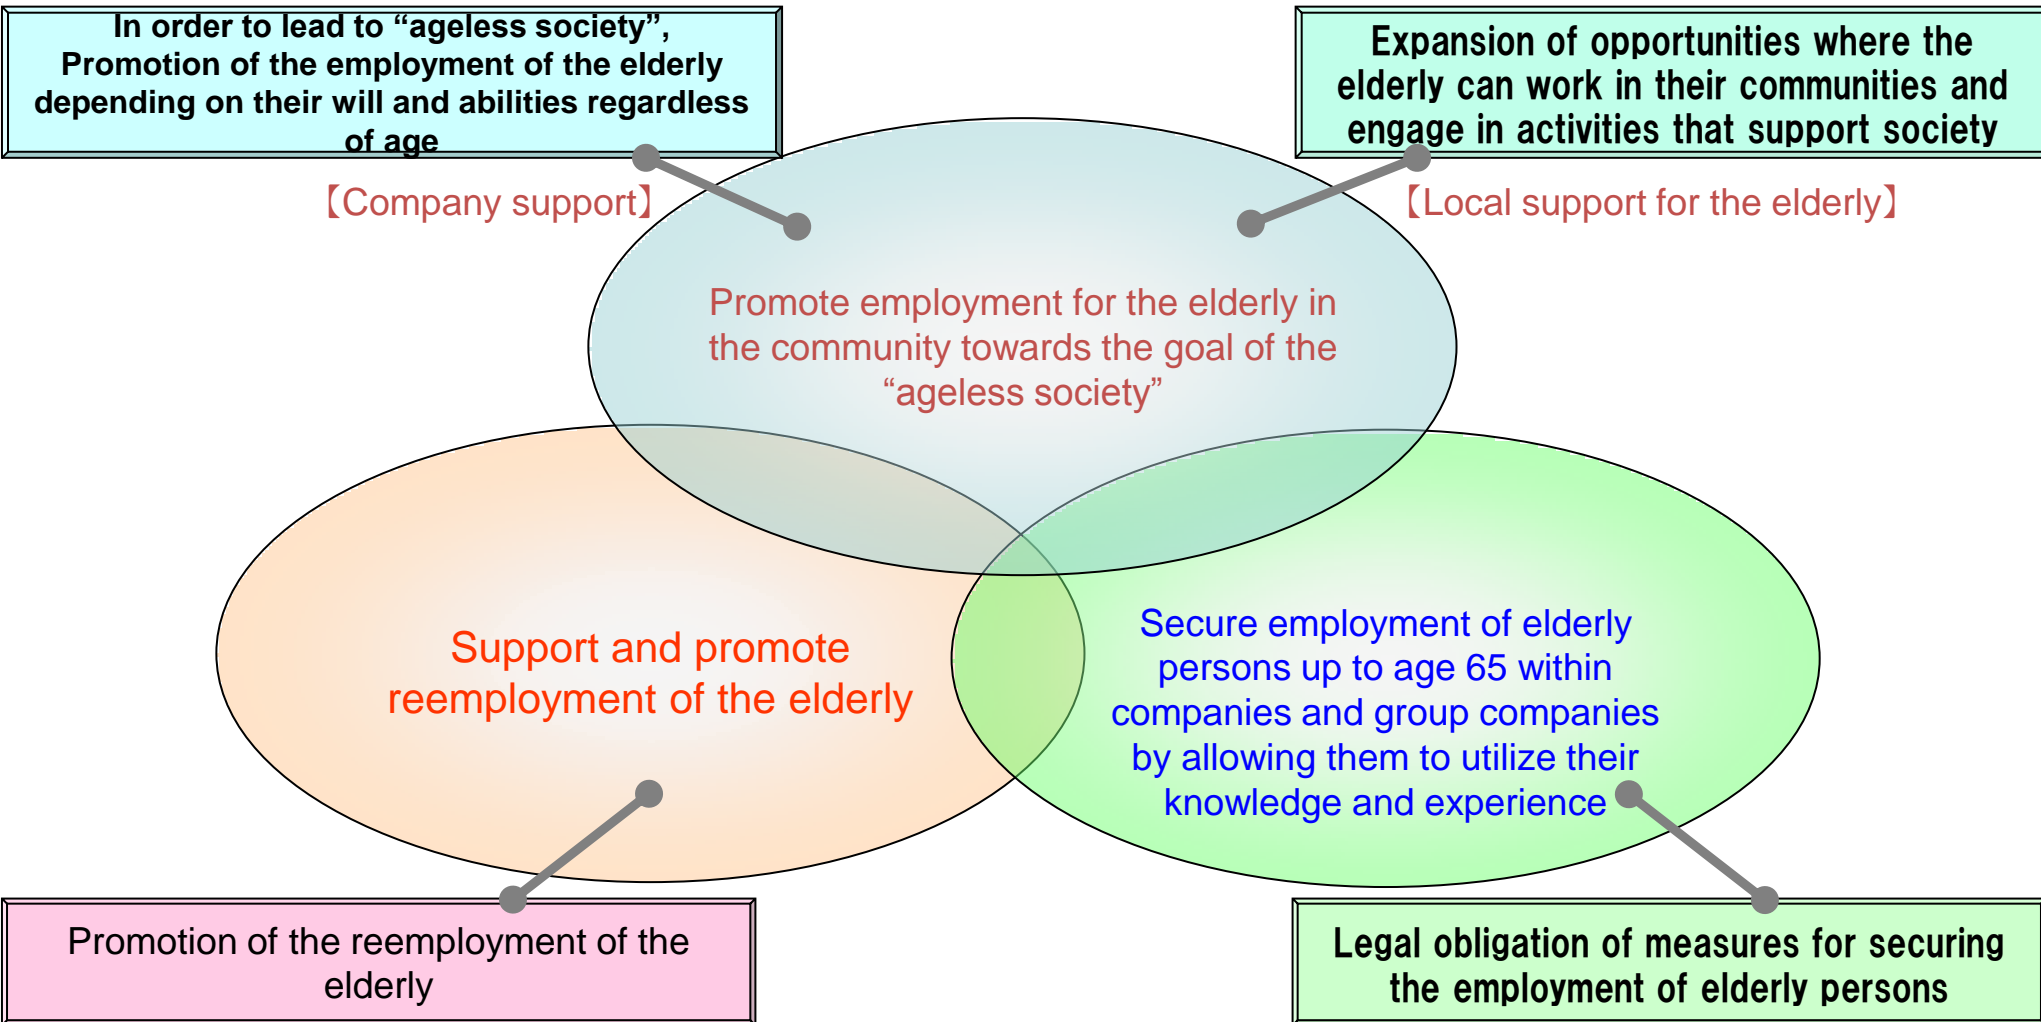 In order to lead to “ageless society”,
Promotion of the employment of the elderly
depending on their will and abilities regardless
of age
Expansion of opportunities where the
elderly can work in their communities and
engage in activities that support society
【Company support】
【Local support for the elderly】
Promote employment for the elderly in
the community towards the goal of the
“ageless society”
Support and promote
reemployment of the elderly
Secure employment of elderly
persons up to age 65 within
companies and group companies
by allowing them to utilize their
knowledge and experience
Promotion of the reemployment of the
elderly
Legal obligation of measures for securing
the employment of elderly persons